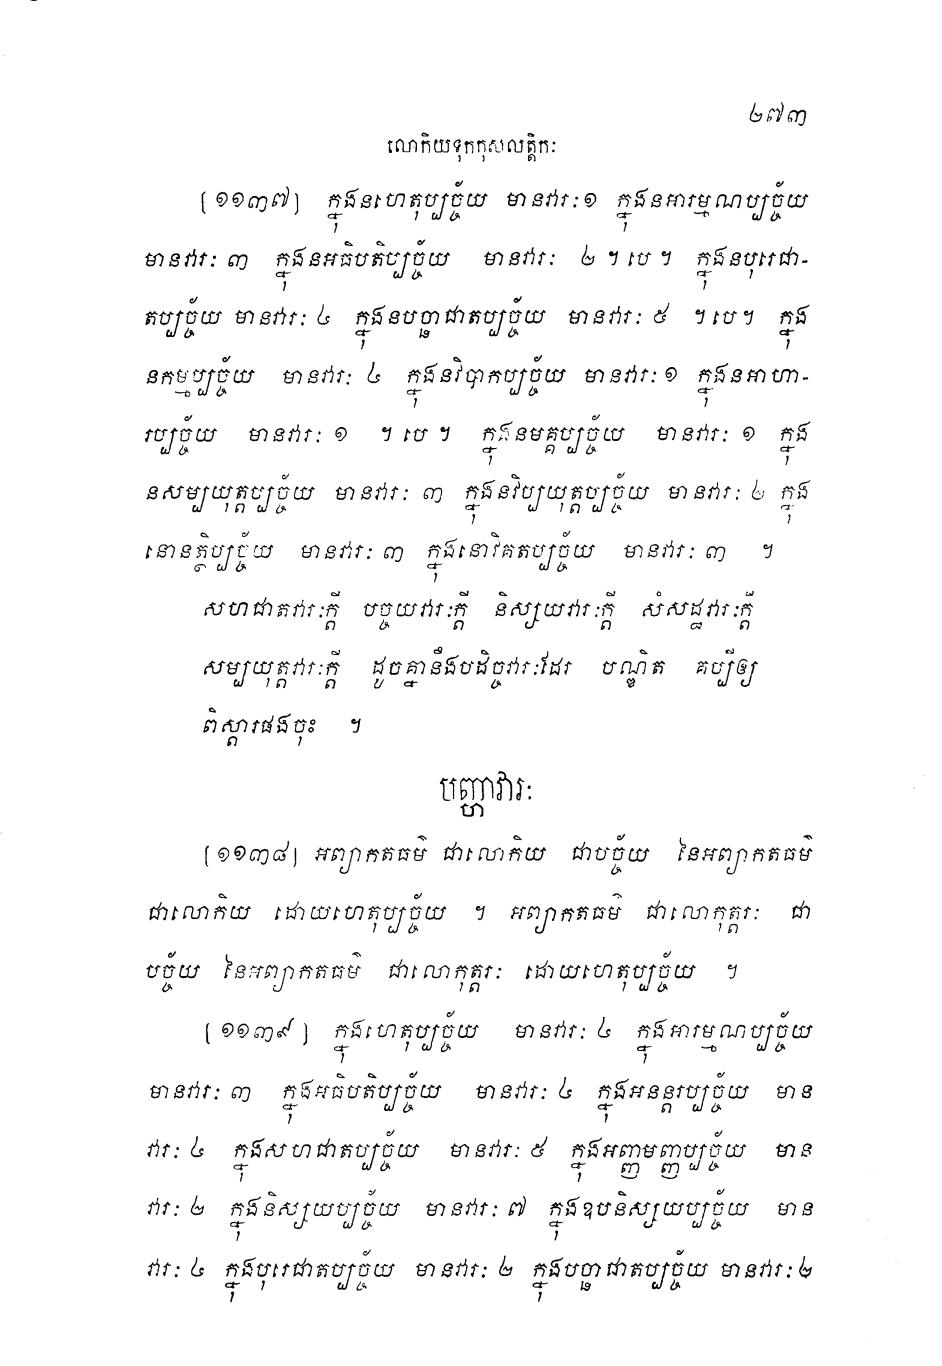 ២៧៣
លោកិយទុកកុសលត្តិកៈ
[១១៣៧] ក្នុងនហេតុប្បច្ច័យ មានវារៈ១ ក្នុងនអារម្មណប្បច្ច័យ
មានវារៈ ៣ ក្នុងនអធិបតិប្បច្ច័យ មានវារៈ ២ ។ បេ ។ ក្នុងនបុរេជា-
តប្បច្ច័យ មានវារៈ ៤ ក្នុងនបច្ឆាជាតប្បច្ច័យ មានវារៈ ៥ ។ បេ ។ ក្នុង
នកម្មប្បច្ច័យ មានវារៈ ៤ ក្នុងនវិបាកប្បច្ច័យ មានវារៈ ១ ក្នុងនអាហា-
រប្បច្ច័យ មានវារៈ ១ ។ បេ ។ ក្នុងនមគ្គប្បច្ច័យ មានវារៈ ១ ក្នុង
នសម្បយុត្តប្បច្ច័យ មានវារៈ ៣ ក្នុងនវិប្បយុត្តប្បច្ច័យ មានវារៈ ២ ក្នុង
នោនត្ថិប្បច្ច័យ មានវារៈ ៣ ក្នុងនោវិគតប្បច្ច័យ មានវារៈ ៣ ។
សហជាតវារៈក្តី បច្ចយវារៈក្តី និស្សយវារៈក្តី សំសដ្ឋវារៈក្តី
សម្បយុត្តវារៈក្តី ដូចគ្នានឹងបដិច្ចវារៈដែរ បណ្ឌិត គប្បីឲ្យ
ពិស្តារផងចុះ ។
បញ្ហាវារៈ
[១១៣៨] អព្យាកតធម៌ ជាលោកិយ ជាបច្ច័យ នៃអព្យាកតធម៌
ជាលោកិយ ដោយហេតុប្បច្ច័យ ។ អព្យាកតធម៌ ជាលោកុត្តរៈ ជា
បច្ច័យ នៃអព្យាកតធម៌ ជាលោកុត្តរៈ ដោយហេតុប្បច្ច័យ ។
[១១៣៩] ក្នុងហេតុប្បច្ច័យ មានវារៈ ៤ ក្នុងអារម្មណប្បច្ច័យ
មានវារៈ ៣ ក្នុងអធិបតិប្បច្ច័យ មានវារៈ ៤ ក្នុងអនន្តរប្បច្ច័យ មាន
វារៈ ៤ ក្នុងសហជាតប្បច្ច័យ មានវារៈ ៥ ក្នុងអញ្ញមញ្ញប្បច្ច័យ មាន
វារៈ ២ ក្នុងនិស្សយប្បច្ច័យ មានវារៈ ៧ ក្នុងឧបនិស្សយប្បច្ច័យ មាន
វារៈ ៤ ក្នុងបុរេជាតប្បច្ច័យ មានវារៈ ២ ក្នុងបច្ឆាជាតប្បច្ច័យ មានវារៈ ២